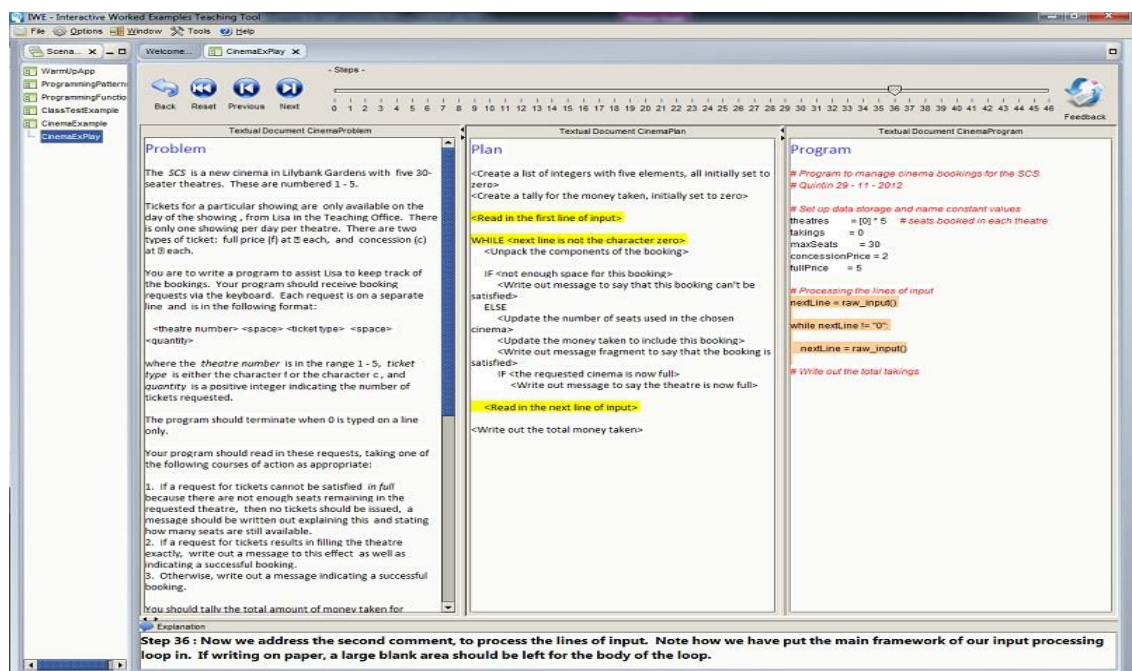 IWE - Interactive Worked Examples Teaching Tool
File Options Window Tools Help
Scena... X
Welcome... CinemaExPlay X
WarmUpApp
ProgrammingPattern
ProgrammingFunctio
ClassTestExample
CinemaExample
CinemaExPlay
- Steps -
Back Reset Previous Next
0 1 2 3 4 5 6 7 8 9 10 11 12 13 14 15 16 17 18 19 20 21 22 23 24 25 26 27 28 29 30 31 32 33 34 35 36 37 38 39 40 41 42 43 44 45 46
Feedback
Textual Document CinemaProblem
Problem
The SCS is a new cinema in Lilybank Gardens with five 30-
seater theatres. These are numbered 1 - 5.
Tickets for a particular showing are only available on the
day of the showing , from Lisa in the Teaching Office. There
is only one showing per day per theatre. There are two
types of ticket: full price (f) at each, and concession (c)
at each.
You are to write a program to assist Lisa to keep track of
the bookings. Your program should receive booking
requests via the keyboard. Each request is on a separate
line and is in the following format:
<theatre number> <space> <ticket type> <space>
<quantity>
where the theatre number is in the range 1 - 5, ticket
type is either the character f or the character c , and
quantity is a positive integer indicating the number of
tickets requested.
The program should terminate when 0 is typed on a line
only.
Your program should read in these requests, taking one of
the following courses of action as appropriate:
1. If a request for tickets cannot be satisfied in full
because there are not enough seats remaining in the
requested theatre, then no tickets should be issued, a
message should be written out explaining this and stating
how many seats are still available.
2. If a request for tickets results in filling the theatre
exactly, write out a message to this effect as well as
indicating a successful booking.
3. Otherwise, write out a message indicating a successful
booking.
You should tally the total amount of money taken for
Textual Document CinemaPlan
Plan
<Create a list of integers with five elements, all initially set to
zero>
<Create a tally for the money taken, initially set to zero>
<Read in the first line of input>
WHILE <next line is not the character zero>
<Unpack the components of the booking>
IF <not enough space for this booking>
<Write out message to say that this booking can't be
satisfied>
ELSE
<Update the number of seats used in the chosen
cinema>
<Update the money taken to include this booking>
<Write out message fragment to say that the booking is
satisfied>
IF <the requested cinema is now full>
<Write out message to say the theatre is now full>
<Read in the next line of input>
<Write out the total money taken>
Textual Document CinemaProgram
Program
# Program to manage cinema bookings for the SCS
# Quintin 29 - 11 - 2012
# Set up data storage and name constant values
theatres = [0] * 5 # seats booked in each theatre
takings = 0
maxSeats = 30
concessionPrice = 2
fullPrice = 5
# Processing the lines of input
nextLine = raw_input()
while nextLine != "0":
nextLine = raw_input()
# Write out the total takings
Explanation
Step 36 : Now we address the second comment, to process the lines of input. Note how we have put the main framework of our input processing
loop in. If writing on paper, a large blank area should be left for the body of the loop.